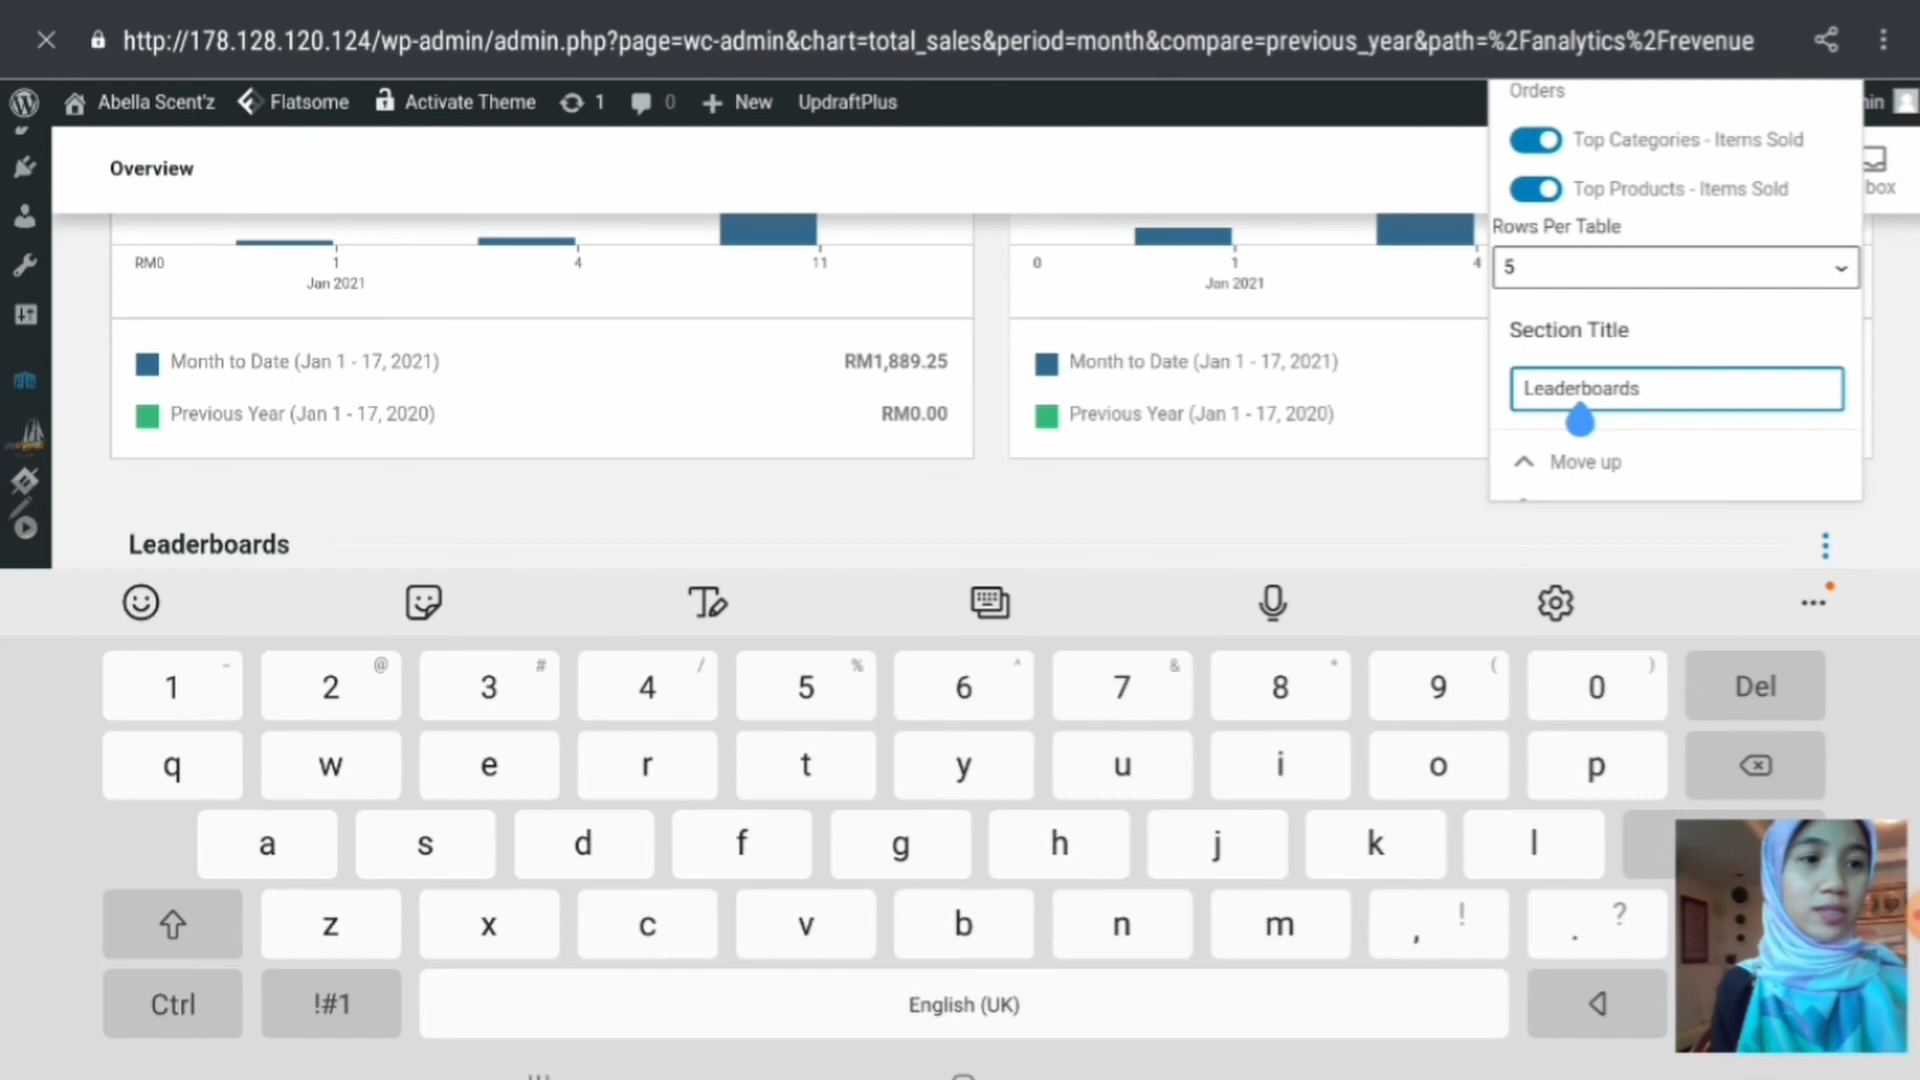 http://178.128.120.124/wp-admin/admin.php?page=wc-admin&chart=total_sales&period=month&compare=previous_year&path=%2Fanalytics%2Frevenue
Abella Scent'z Flatsome Activate Theme 1 0 New UpdraftPlus
Orders
Top Categories - Items Sold
Top Products - Items Sold
Rows Per Table
5
Section Title
Leaderboards
Move up
Overview
box
RM0 1 4 11
Jan 2021
0 1 4
Jan 2021
Month to Date (Jan 1 - 17, 2021) RM1,889.25
Previous Year (Jan 1 - 17, 2020) RM0.00
Month to Date (Jan 1 - 17, 2021)
Previous Year (Jan 1 - 17, 2020)
Leaderboards
1 - 2 @ 3 # 4 / 5 % 6 ^ 7 & 8 * 9 ( 0 ) Del
q w e r t y u i o p
a s d f g h j k l
z x c v b n m , ! . ?
Ctrl !#1 English (UK)